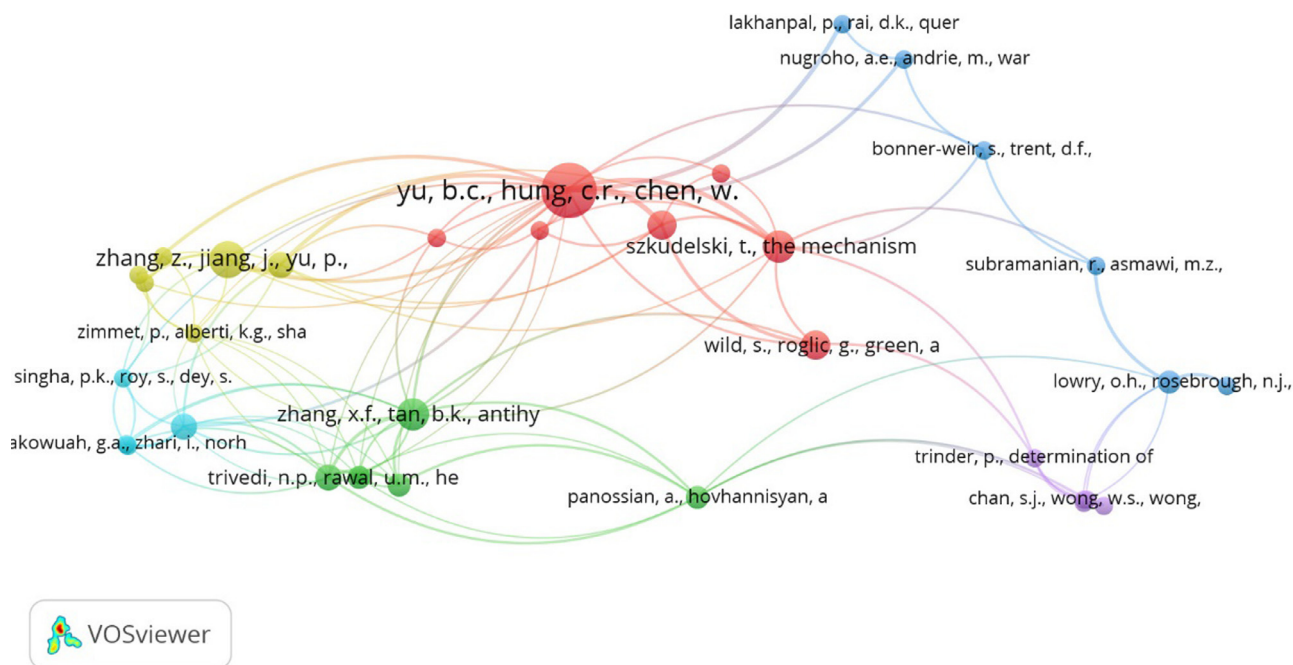 lakhanpal, p., rai, d.k., quer
nugroho, a.e., andrie, m., war
bonner-weir, s., trent, d.f.,
yu, b.c., hung, c.r., chen, w.
szkudelski, t., the mechanism
zhang, z., jiang, j., yu, p.,
subramanian, r., asmawi, m.z.,
zimmet, p., alberti, k.g., sha
wild, s., roglic, g., green, a
singha, p.k., roy, s., dey, s.
lowry, o.h., rosebrough, n.j.,
zhang, x.f., tan, b.k., antihy
akowuah, g.a., zhari, i., norh
trinder, p., determination of
trivedi, n.p., rawal, u.m., he
panossian, a., hovhannisyan, a
chan, s.j., wong, w.s., wong,
VOSviewer